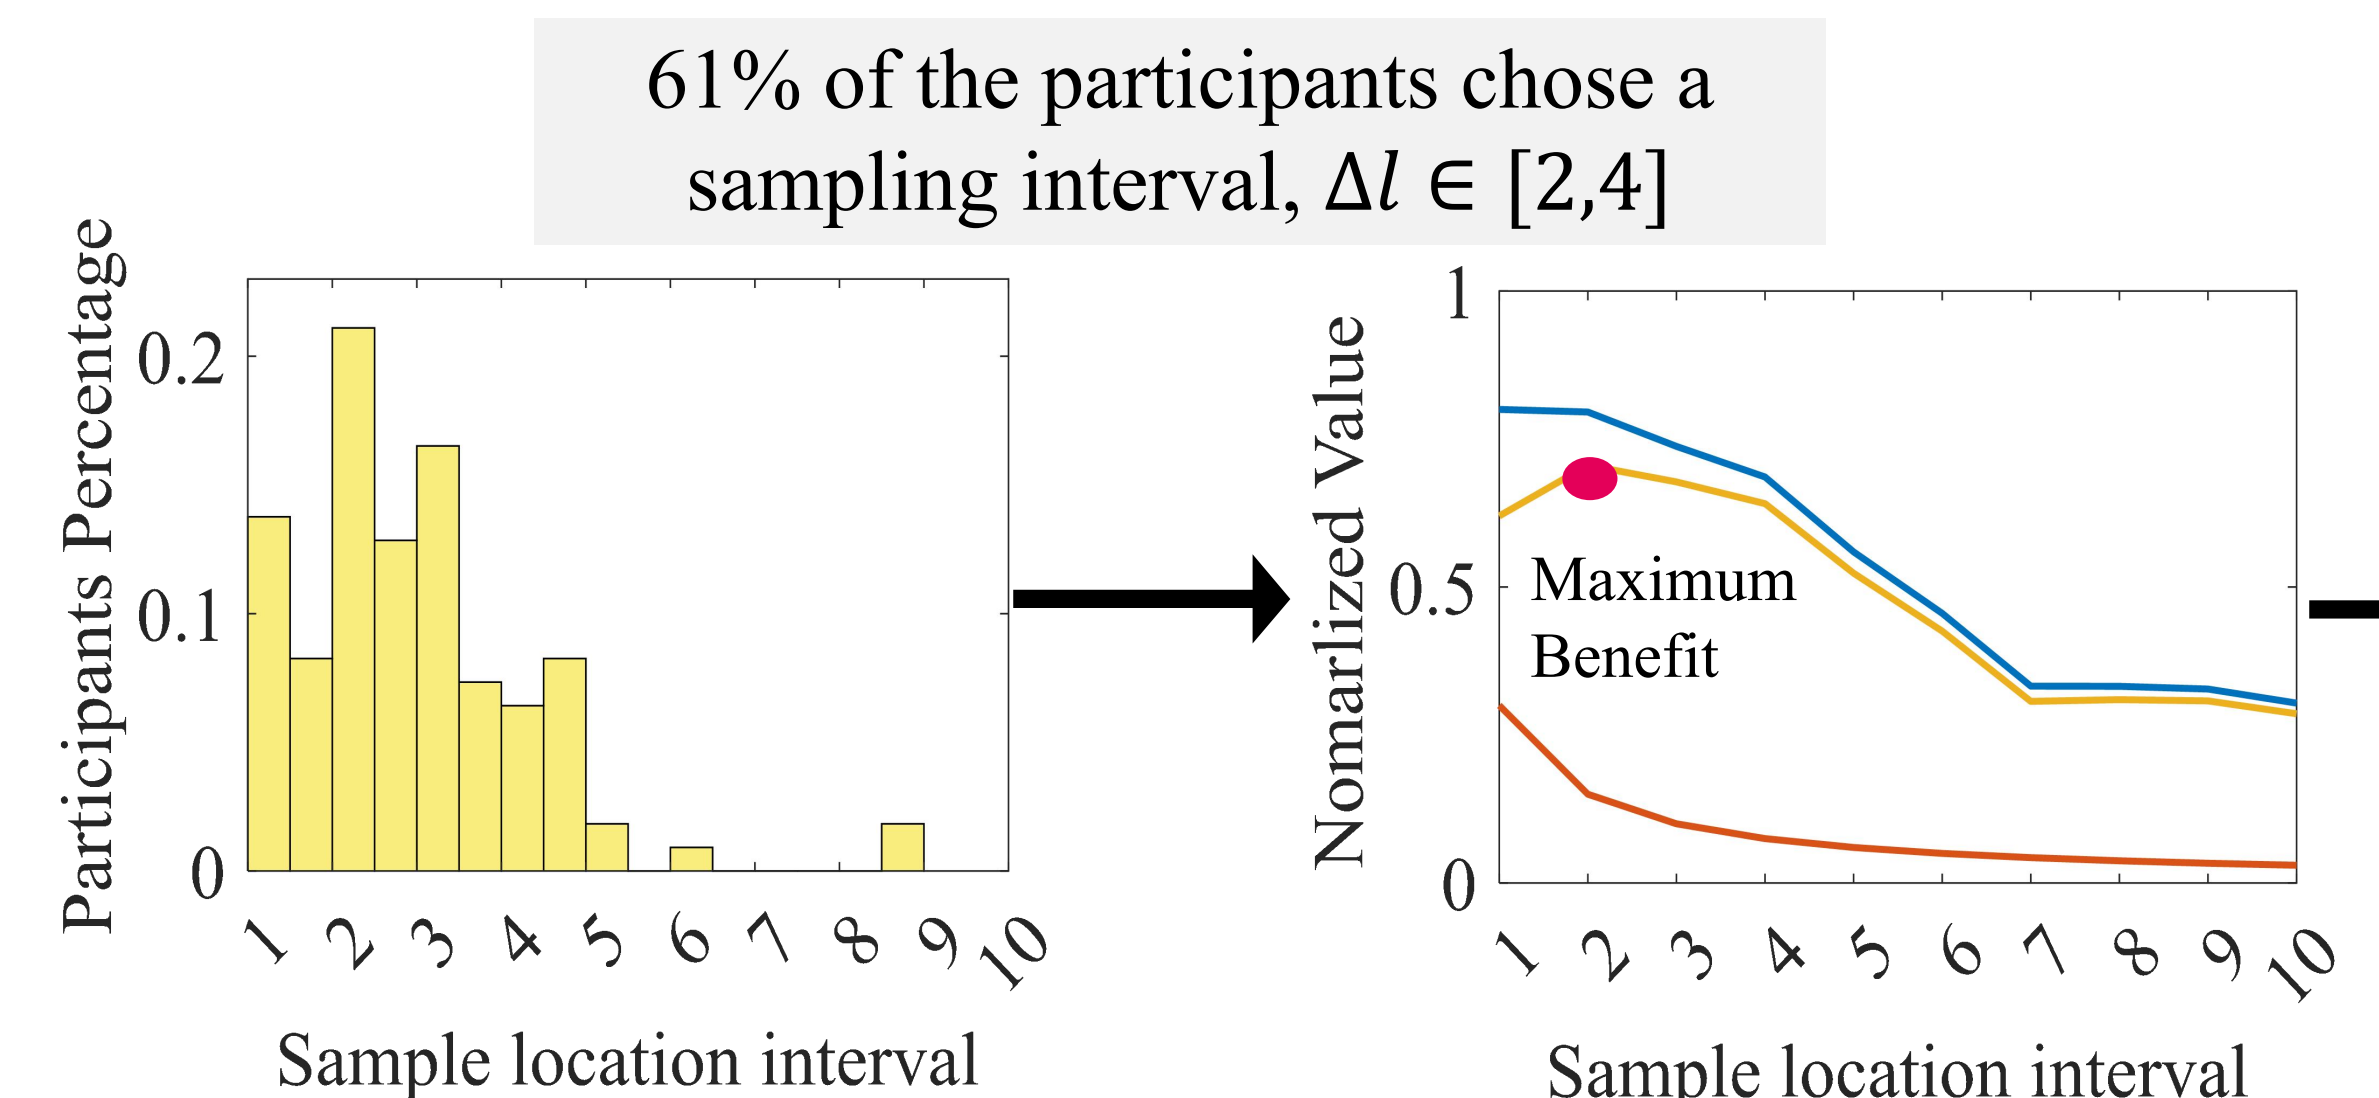 61% of the participants chose a
sampling interval, Δl ∈ [2,4]
Participants Percentage
0.2
0.1
0
1 2 3 4 5 6 7 8 9 10
Sample location interval
Nomarlized Value
1
0.5
0
Maximum
Benefit
1 2 3 4 5 6 7 8 9 10
Sample location interval